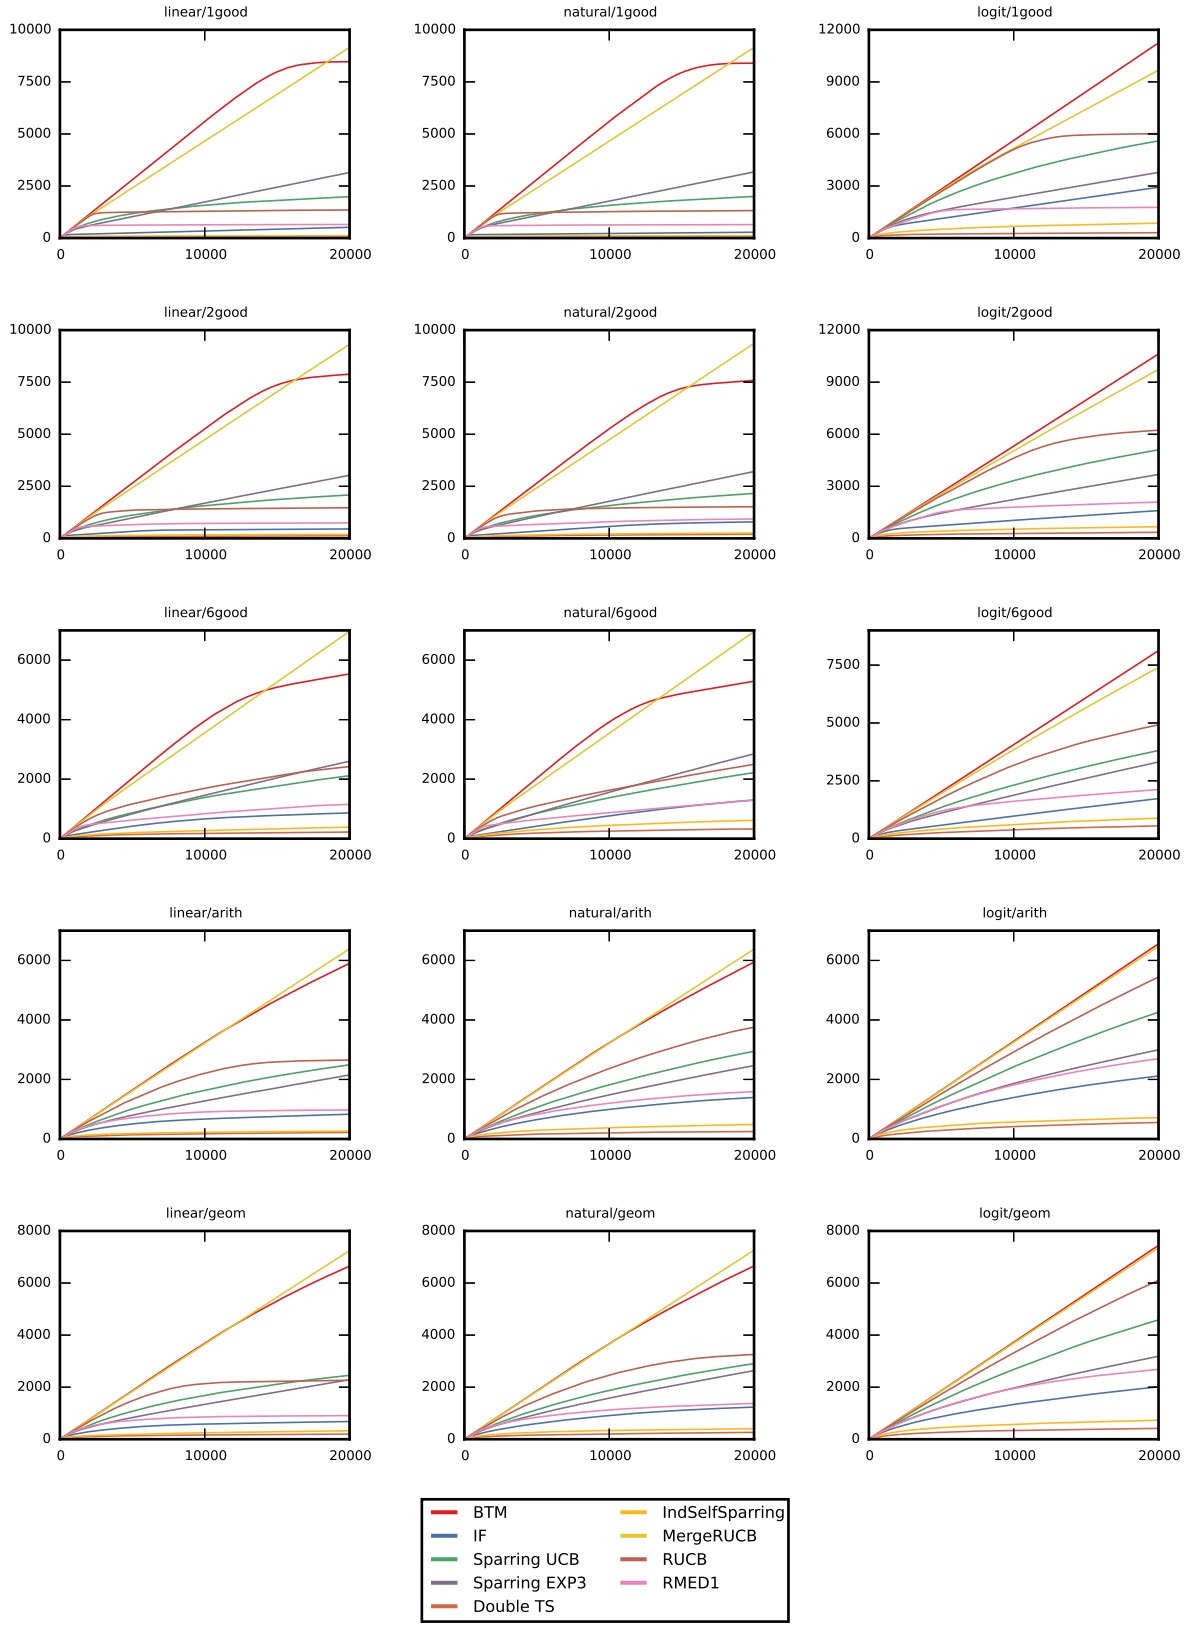 linear/1good natural/1good logit/1good
10000 10000 12000
7500 7500 9000
5000 5000 6000
2500 2500 3000
0 0 0
0 10000 20000 0 10000 20000 0 10000 20000
linear/2good natural/2good logit/2good
10000 10000 12000
7500 7500 9000
5000 5000 6000
2500 2500 3000
0 0 0
0 10000 20000 0 10000 20000 0 10000 20000
linear/6good natural/6good logit/6good
6000 6000 7500
4000 4000 5000
2000 2000 2500
0 0 0
0 10000 20000 0 10000 20000 0 10000 20000
linear/arith natural/arith logit/arith
6000 6000 6000
4000 4000 4000
2000 2000 2000
0 0 0
0 10000 20000 0 10000 20000 0 10000 20000
linear/geom natural/geom logit/geom
8000 8000 8000
6000 6000 6000
4000 4000 4000
2000 2000 2000
0 0 0
0 10000 20000 0 10000 20000 0 10000 20000
BTM IndSelfSparring
IF MergeRUCB
Sparring UCB RUCB
Sparring EXP3 RMED1
Double TS